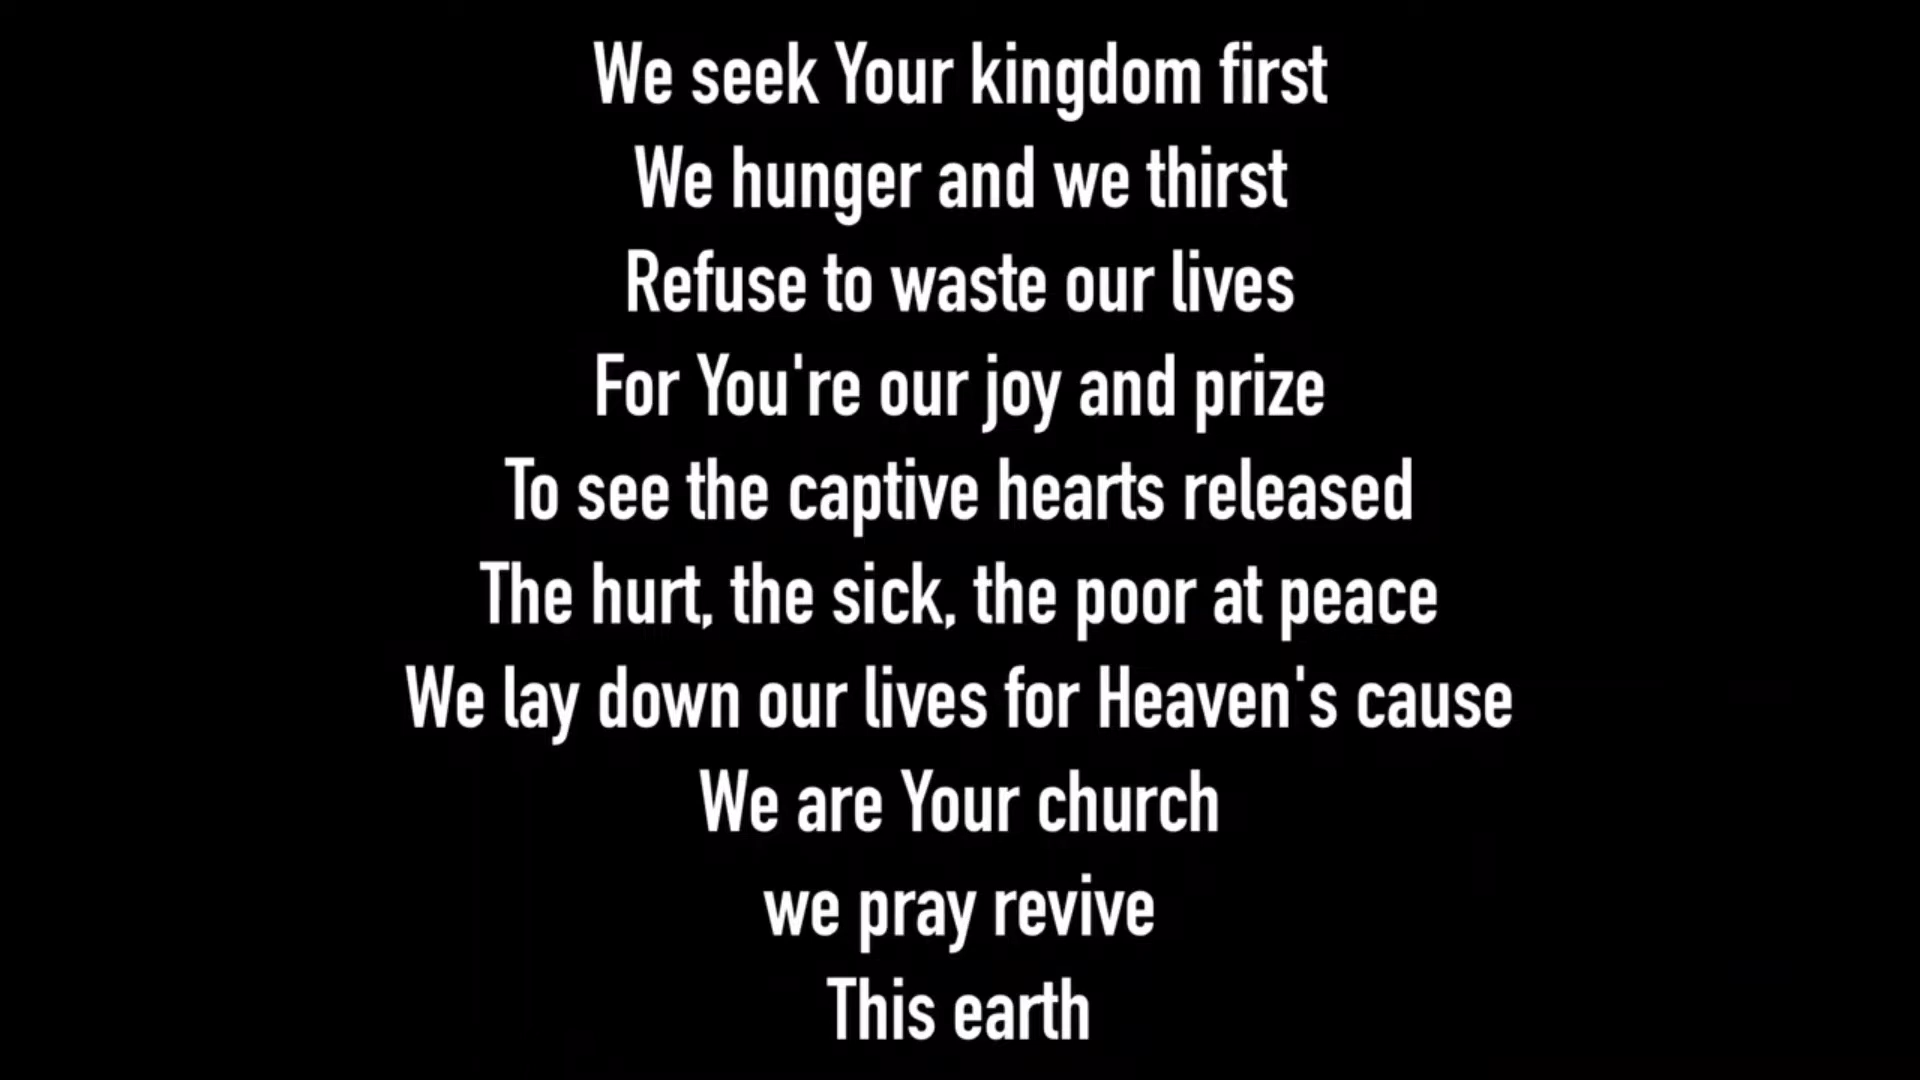 We seek Your kingdom first
We hunger and we thirst
Refuse to waste our lives
For You're our joy and prize
To see the captive hearts released
The hurt, the sick, the poor at peace
We lay down our lives for Heaven's cause
We are Your church
we pray revive
This earth